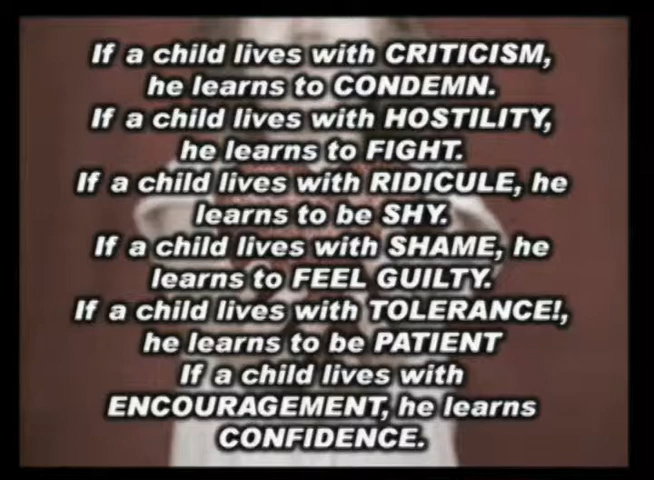 If a child lives with CRITICISM,
he learns to CONDEMN.
If a child lives with HOSTILITY,
he learns to FIGHT.
If a child lives with RIDICULE, he
learns to be SHY.
If a child lives with SHAME, he
learns to FEEL GUILTY.
If a child lives with TOLERANCE!,
he learns to be PATIENT
If a child lives with
ENCOURAGEMENT, he learns
CONFIDENCE.